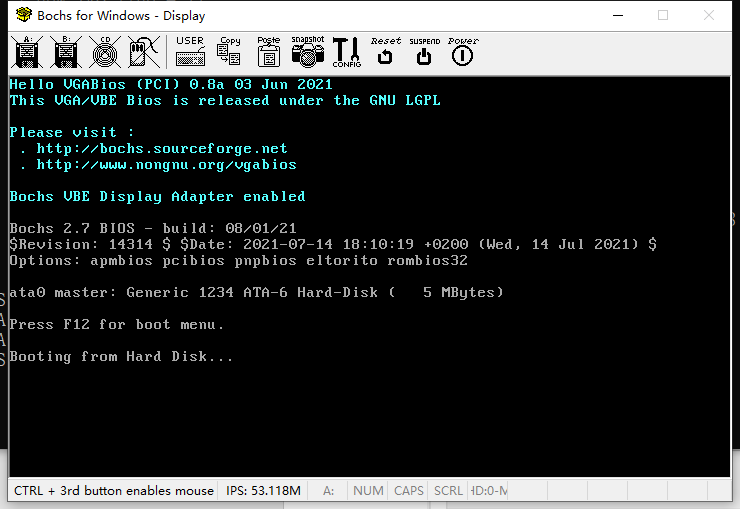 Bochs for Windows - Display
A: B: CD USER Copy Paste snapshot CONFIG Reset SUSPEND Power
Hello VGABios (PCI) 0.8a 03 Jun 2021
This VGA/VBE Bios is released under the GNU LGPL
Please visit :
. http://bochs.sourceforge.net
. http://www.nongnu.org/vgabios
Bochs VBE Display Adapter enabled
Bochs 2.7 BIOS - build: 08/01/21
$Revision: 14314 $ $Date: 2021-07-14 18:10:19 +0200 (Wed, 14 Jul 2021) $
Options: apmbios pcibios pnpbios eltorito rombios32
ata0 master: Generic 1234 ATA-6 Hard-Disk (   5 MBytes)
Press F12 for boot menu.
Booting from Hard Disk...
CTRL + 3rd button enables mouse IPS: 53.118M A: NUM CAPS SCRL